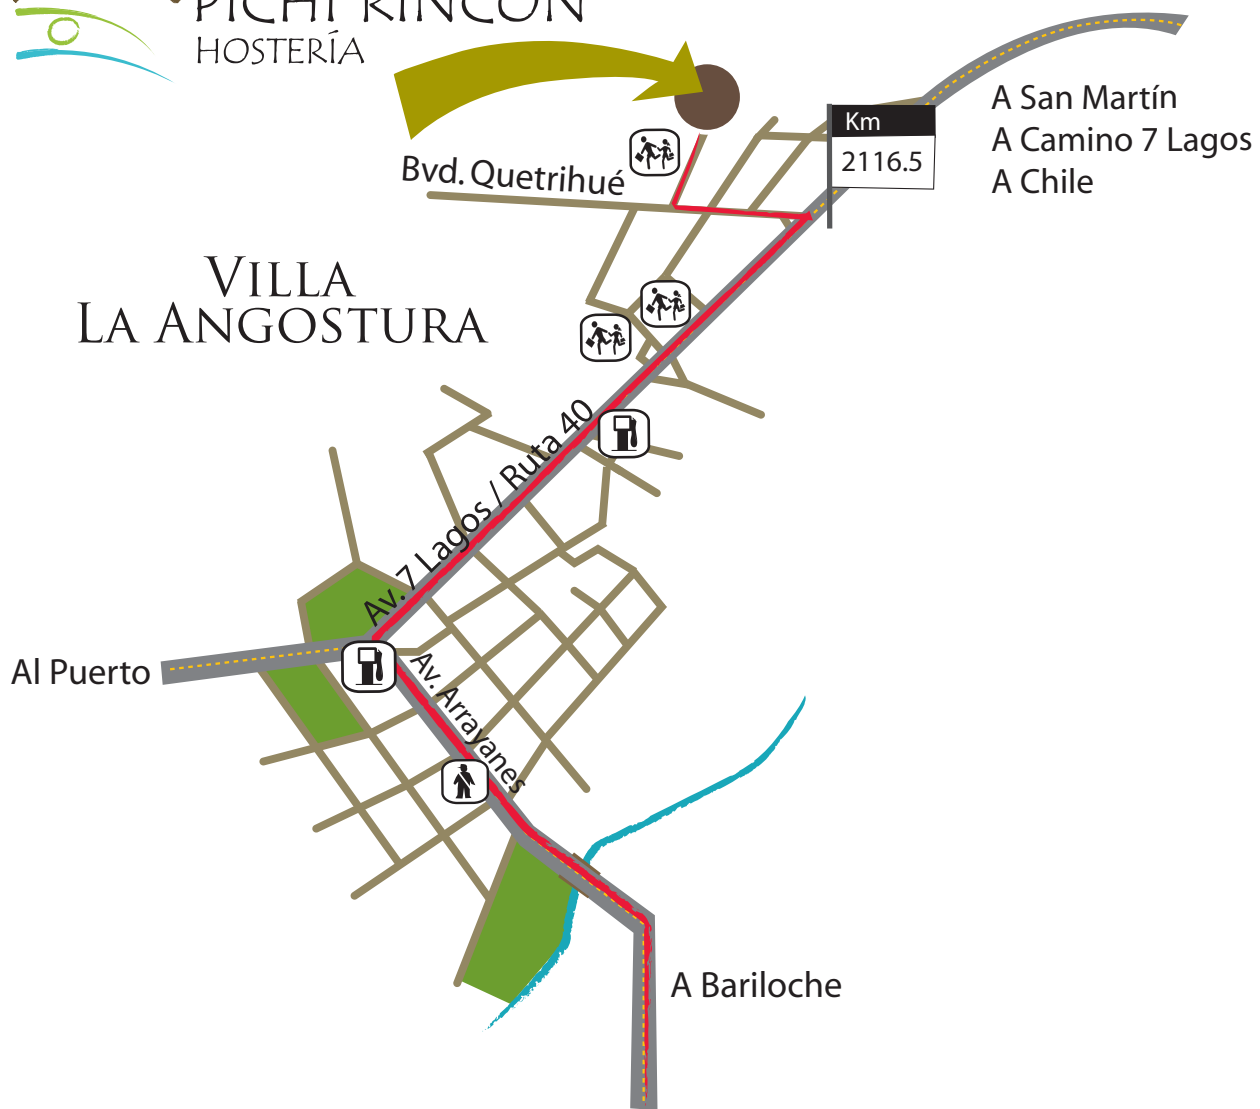 PICHI RINCÓN
HOSTERÍA
Km
2116.5
A San Martín
A Camino 7 Lagos
A Chile
Bvd. Quetrihué
VILLA
LA ANGOSTURA
Av. 7 Lagos / Ruta 40
Al Puerto
Av. Arrayanes
A Bariloche